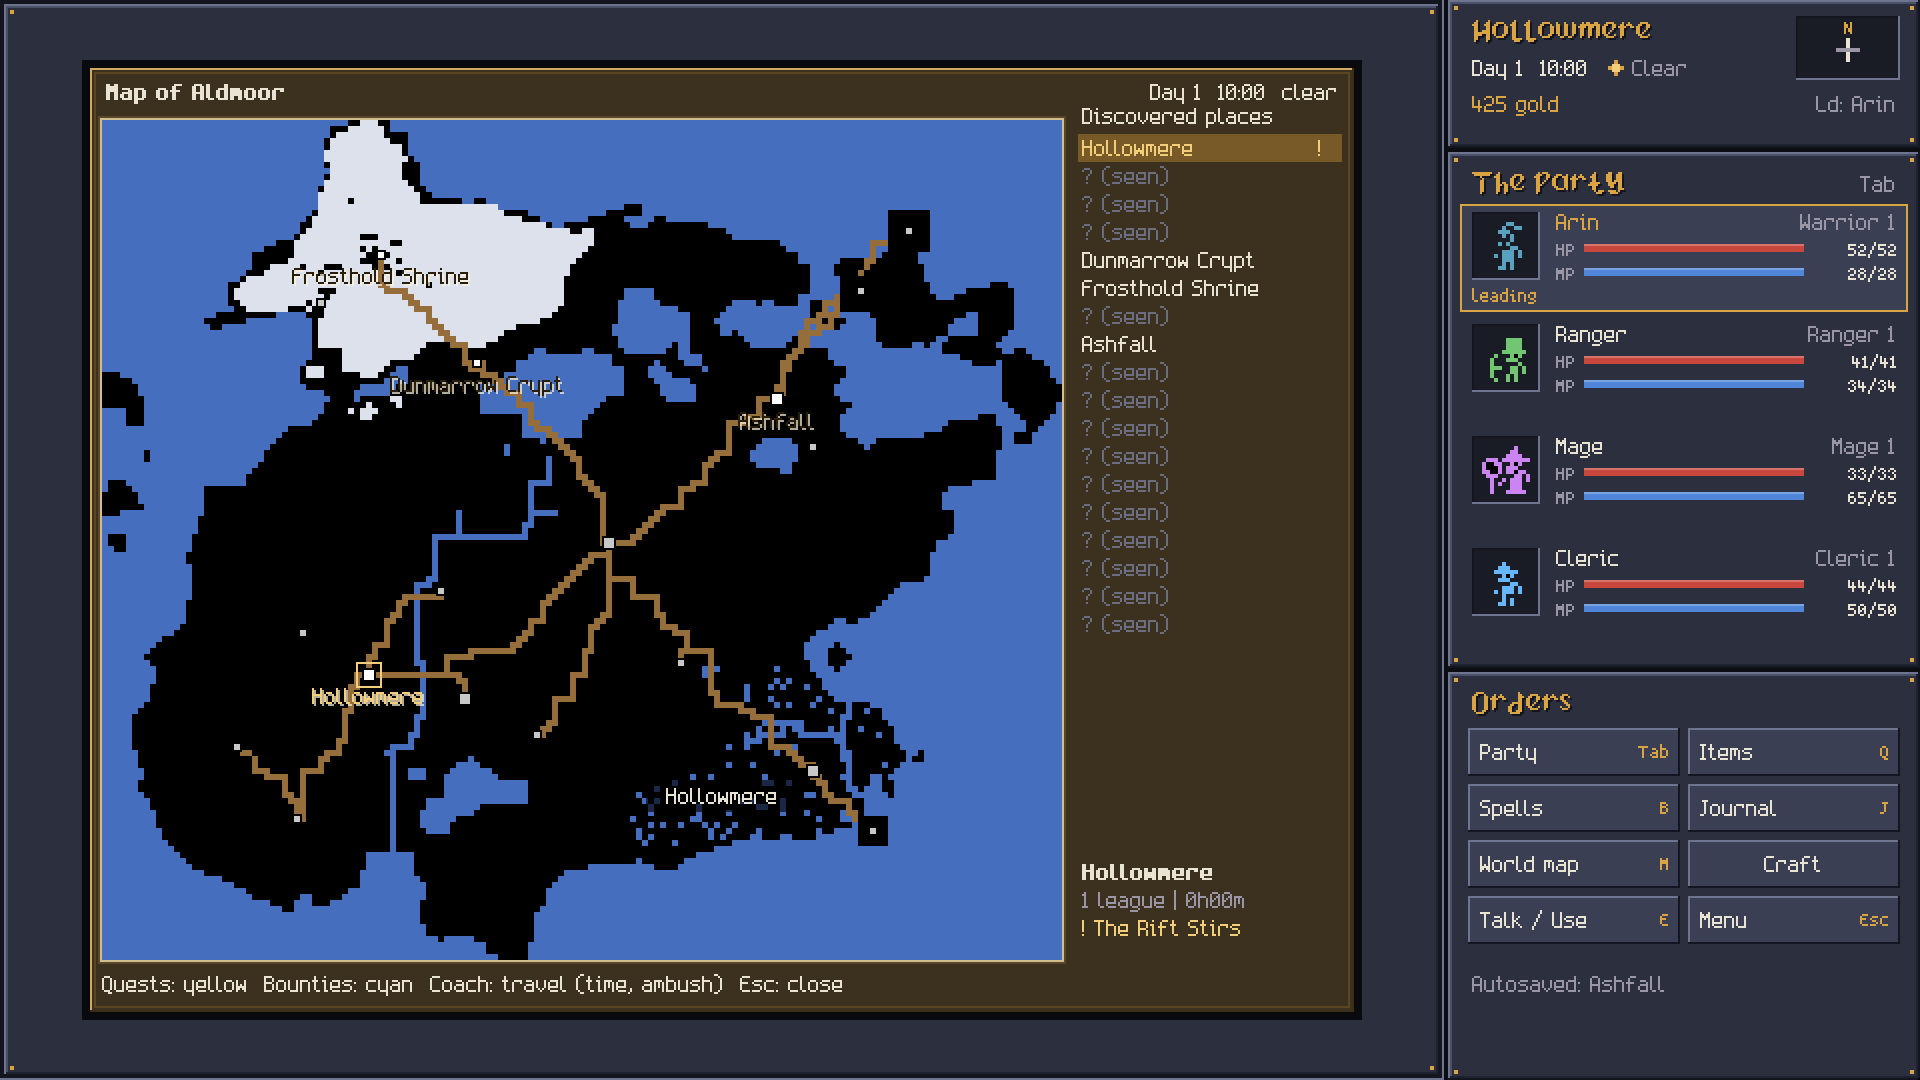 Map of Aldmoor
Day 1 10:00 clear
Discovered places
Hollowmere !
? (seen)
? (seen)
? (seen)
Dunmarrow Crypt
Frosthold Shrine
? (seen)
Ashfall
? (seen)
? (seen)
? (seen)
? (seen)
? (seen)
? (seen)
? (seen)
? (seen)
? (seen)
? (seen)
Frosthold Shrine
Dunmarrow Crypt
Ashfall
Hollowmere
Hollowmere
Hollowmere
1 league | 0h00m
! The Rift Stirs
Quests: yellow Bounties: cyan Coach: travel (time, ambush) Esc: close
Hollowmere
N
Day 1 10:00 Clear
425 gold Ld: Arin
The Party Tab
Arin Warrior 1
HP 52/52
MP 28/28
leading
Ranger Ranger 1
HP 41/41
MP 34/34
Mage Mage 1
HP 33/33
MP 65/65
Cleric Cleric 1
HP 44/44
MP 50/50
Orders
Party Tab Items Q
Spells B Journal J
World map M Craft
Talk / Use E Menu Esc
Autosaved: Ashfall